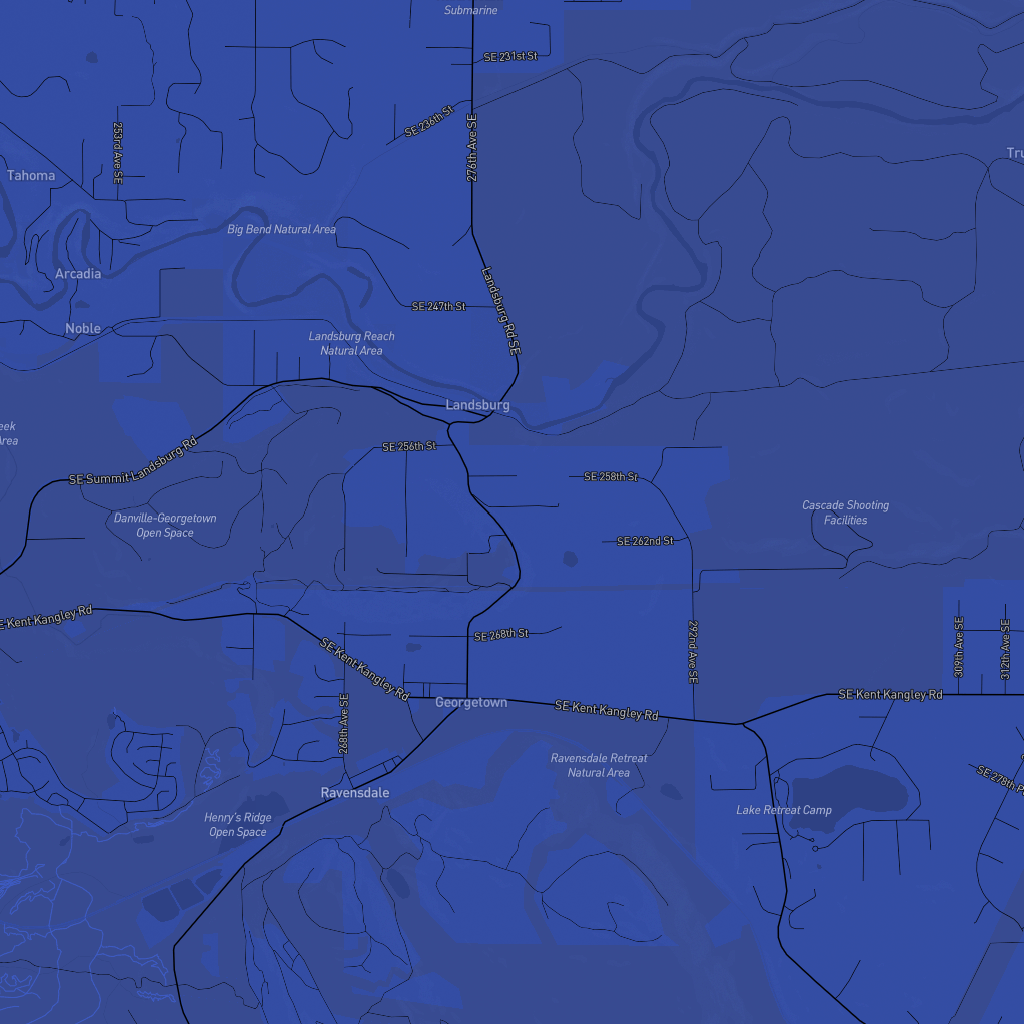 Submarine
SE 231st St
SE 236th St
253rd Ave SE
276th Ave SE
Tahoma
Big Bend Natural Area
Arcadia
Landsburg Rd SE
SE 247th St
Noble
Landsburg Reach
Natural Area
Landsburg
SE 256th St
SE Summit Landsburg Rd
SE 258th St
Cascade Shooting
Facilities
Danville-Georgetown
Open Space
SE 262nd St
SE Kent Kangley Rd
SE 268th St
292nd Ave SE
309th Ave SE
312th Ave SE
SE Kent Kangley Rd
SE Kent Kangley Rd
Georgetown
SE Kent Kangley Rd
268th Ave SE
Ravensdale Retreat
Natural Area
SE 278th P
Ravensdale
Henry's Ridge
Open Space
Lake Retreat Camp